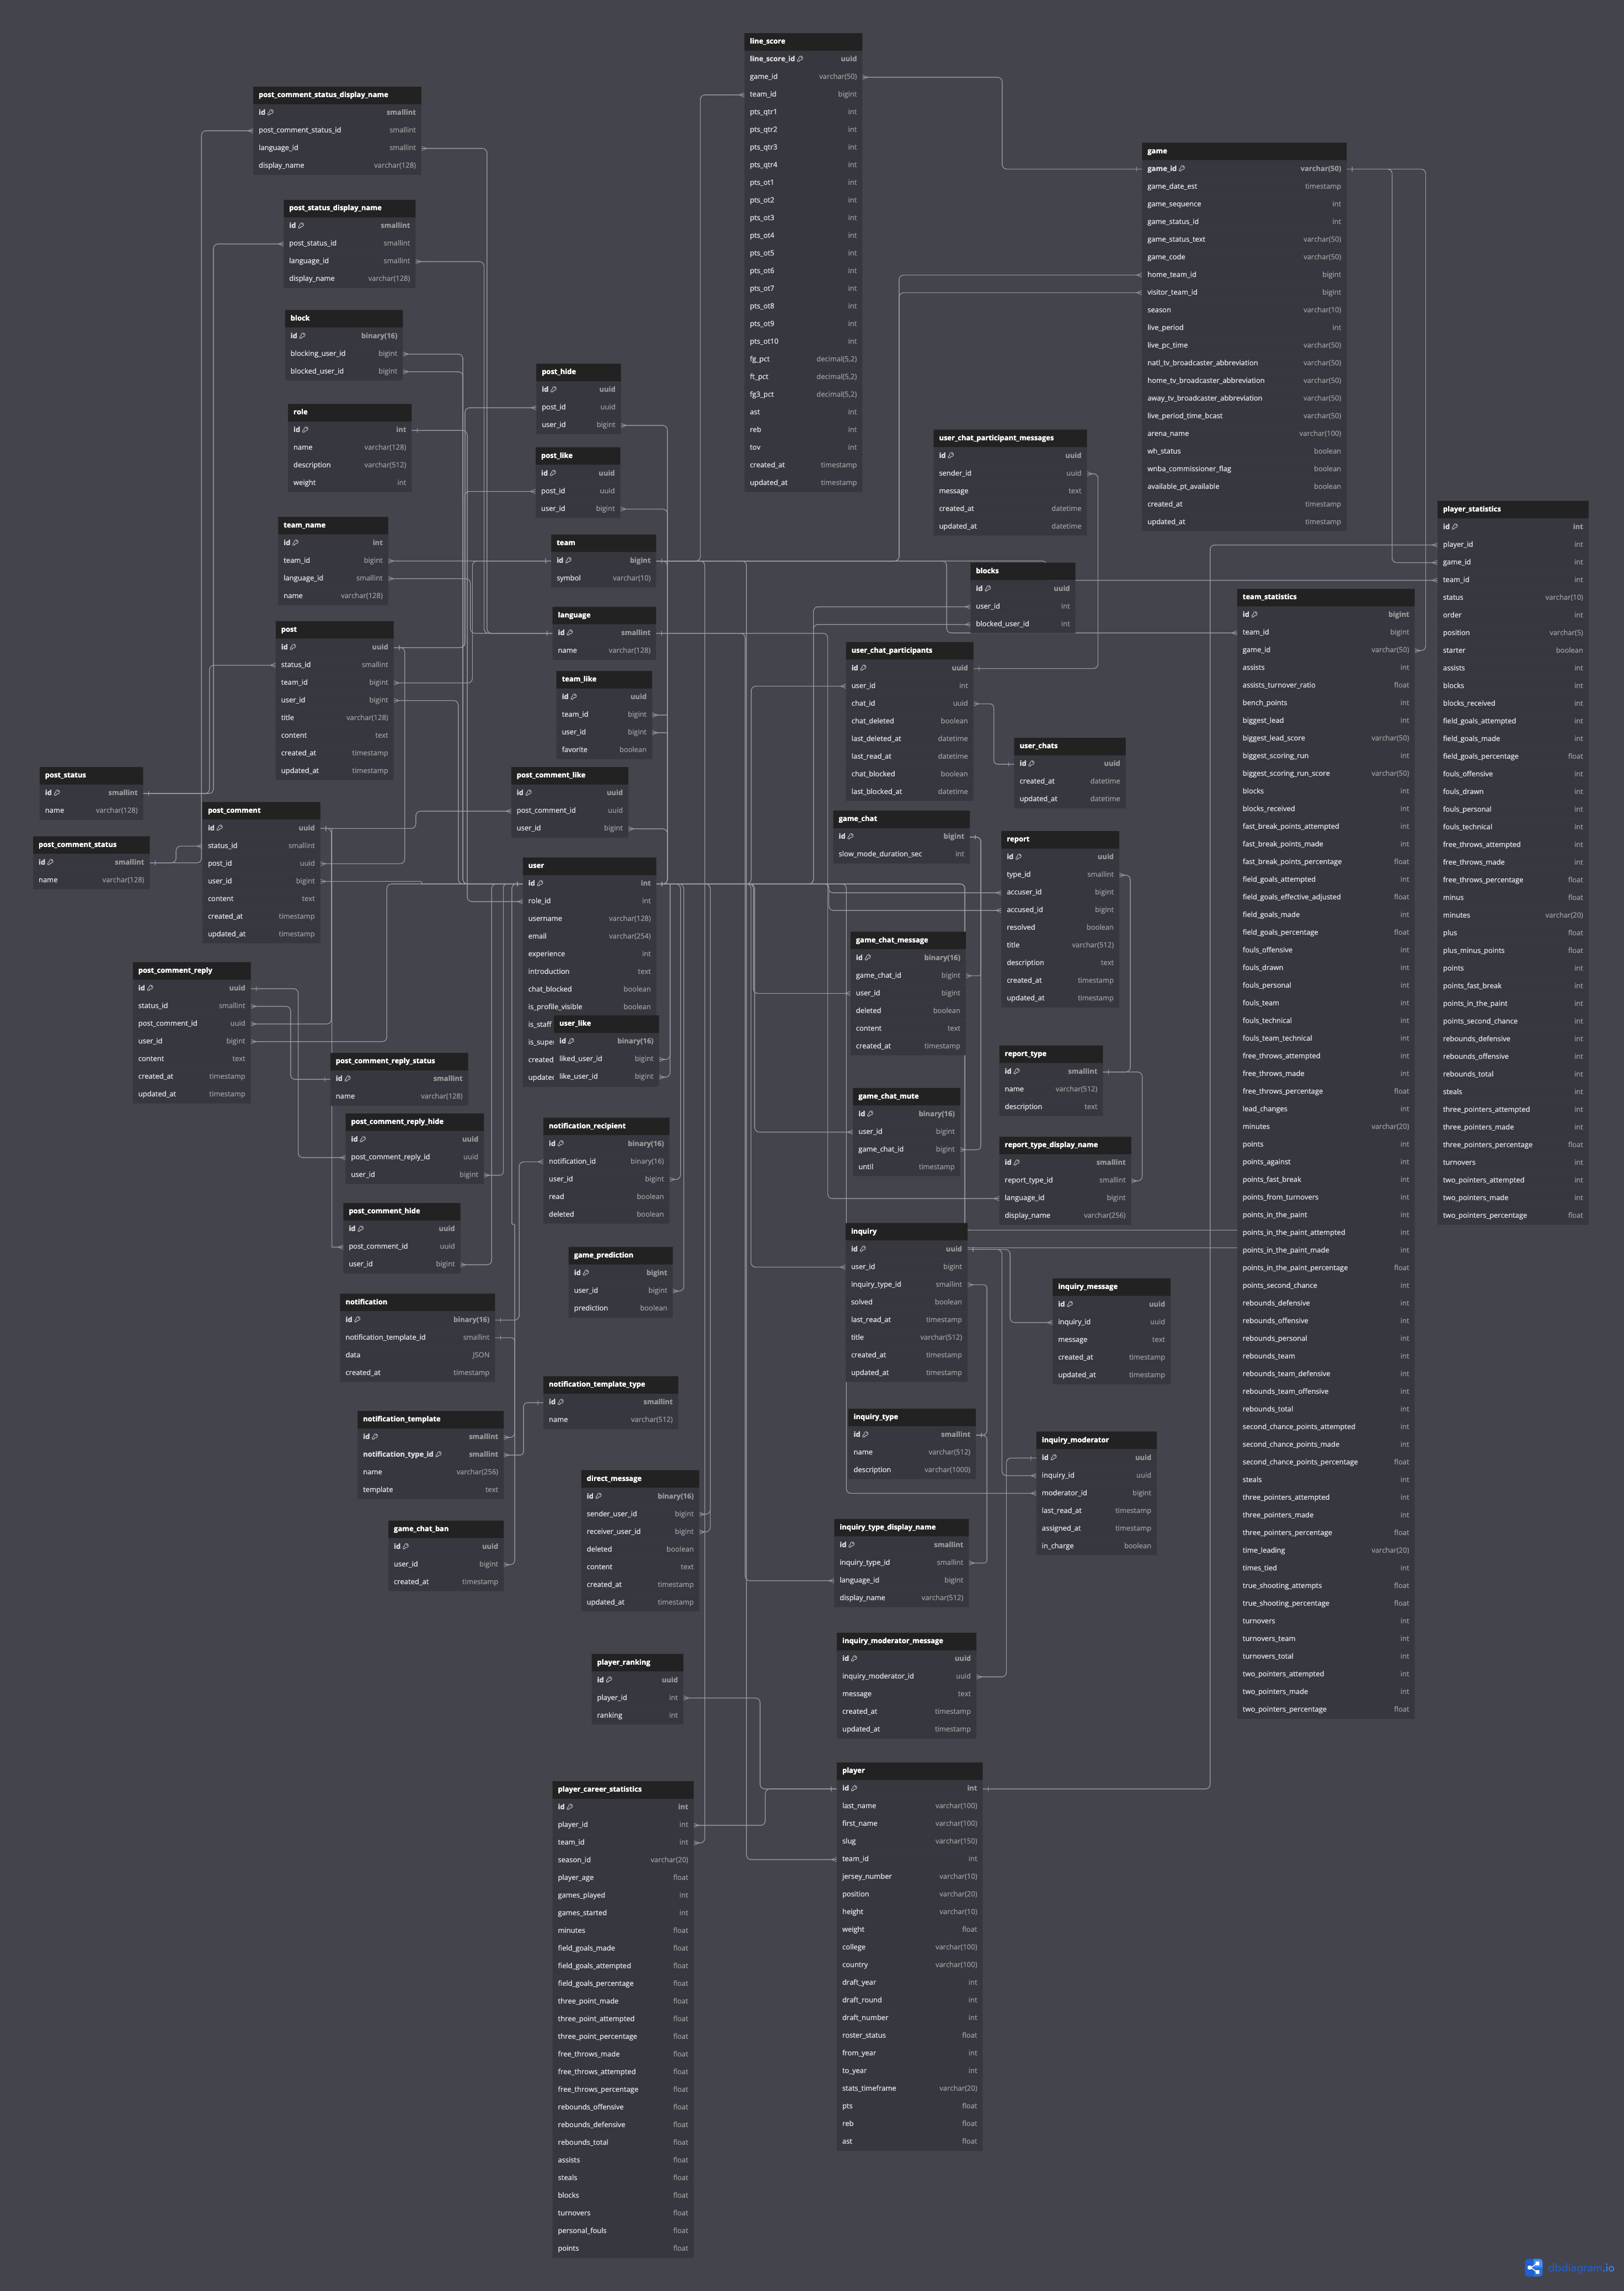 line_score
line_score_id uuid
game_id varchar(50)
team_id bigint
pts_qtr1 int
pts_qtr2 int
pts_qtr3 int
pts_qtr4 int
pts_ot1 int
pts_ot2 int
pts_ot3 int
pts_ot4 int
pts_ot5 int
pts_ot6 int
pts_ot7 int
pts_ot8 int
pts_ot9 int
pts_ot10 int
fg_pct decimal(5,2)
ft_pct decimal(5,2)
fg3_pct decimal(5,2)
ast int
reb int
tov int
created_at timestamp
updated_at timestamp
post_comment_status_display_name
id smallint
post_comment_status_id smallint
language_id smallint
display_name varchar(128)
game
game_id varchar(50)
game_date_est timestamp
game_sequence int
game_status_id int
game_status_text varchar(50)
game_code varchar(50)
home_team_id bigint
visitor_team_id bigint
season varchar(10)
live_period int
live_pc_time varchar(50)
natl_tv_broadcaster_abbreviation varchar(50)
home_tv_broadcaster_abbreviation varchar(50)
away_tv_broadcaster_abbreviation varchar(50)
live_period_time_bcast varchar(50)
arena_name varchar(100)
wh_status boolean
wnba_commissioner_flag boolean
available_pt_available boolean
created_at timestamp
updated_at timestamp
post_status_display_name
id smallint
post_status_id smallint
language_id smallint
display_name varchar(128)
block
id binary(16)
blocking_user_id bigint
blocked_user_id bigint
post_hide
id uuid
post_id uuid
user_id bigint
role
id int
name varchar(128)
description varchar(512)
weight int
user_chat_participant_messages
id uuid
sender_id uuid
message text
created_at datetime
updated_at datetime
post_like
id uuid
post_id uuid
user_id bigint
player_statistics
id int
player_id int
game_id int
team_id int
status varchar(10)
order int
position varchar(5)
starter boolean
assists int
blocks int
blocks_received int
field_goals_attempted int
field_goals_made int
field_goals_percentage float
fouls_offensive int
fouls_drawn int
fouls_personal int
fouls_technical int
free_throws_attempted int
free_throws_made int
free_throws_percentage float
minus float
minutes varchar(20)
plus float
plus_minus_points float
points int
points_fast_break int
points_in_the_paint int
points_second_chance int
rebounds_defensive int
rebounds_offensive int
rebounds_total int
steals int
three_pointers_attempted int
three_pointers_made int
three_pointers_percentage float
turnovers int
two_pointers_attempted int
two_pointers_made int
two_pointers_percentage float
team_name
id int
team_id bigint
language_id smallint
name varchar(128)
team
id bigint
symbol varchar(10)
blocks
id uuid
user_id int
blocked_user_id int
team_statistics
id bigint
team_id bigint
game_id varchar(50)
assists int
assists_turnover_ratio float
bench_points int
biggest_lead int
biggest_lead_score varchar(50)
biggest_scoring_run int
biggest_scoring_run_score varchar(50)
blocks int
blocks_received int
fast_break_points_attempted int
fast_break_points_made int
fast_break_points_percentage float
field_goals_attempted int
field_goals_effective_adjusted float
field_goals_made int
field_goals_percentage float
fouls_offensive int
fouls_drawn int
fouls_personal int
fouls_team int
fouls_technical int
fouls_team_technical int
free_throws_attempted int
free_throws_made int
free_throws_percentage float
lead_changes int
minutes varchar(20)
points int
points_against int
points_fast_break int
points_from_turnovers int
points_in_the_paint int
points_in_the_paint_attempted int
points_in_the_paint_made int
points_in_the_paint_percentage float
points_second_chance int
rebounds_defensive int
rebounds_offensive int
rebounds_personal int
rebounds_team int
rebounds_team_defensive int
rebounds_team_offensive int
rebounds_total int
second_chance_points_attempted int
second_chance_points_made int
second_chance_points_percentage float
steals int
three_pointers_attempted int
three_pointers_made int
three_pointers_percentage float
time_leading varchar(20)
times_tied int
true_shooting_attempts float
true_shooting_percentage float
turnovers int
turnovers_team int
turnovers_total int
two_pointers_attempted int
two_pointers_made int
two_pointers_percentage float
language
id smallint
name varchar(128)
post
id uuid
status_id smallint
team_id bigint
user_id bigint
title varchar(128)
content text
created_at timestamp
updated_at timestamp
user_chat_participants
id uuid
user_id int
chat_id uuid
chat_deleted boolean
last_deleted_at datetime
last_read_at datetime
chat_blocked boolean
last_blocked_at datetime
team_like
id uuid
team_id bigint
user_id bigint
favorite boolean
user_chats
id uuid
created_at datetime
updated_at datetime
post_status
id smallint
name varchar(128)
post_comment_like
id uuid
post_comment_id uuid
user_id bigint
post_comment
id uuid
status_id smallint
post_id uuid
user_id bigint
content text
created_at timestamp
updated_at timestamp
game_chat
id bigint
slow_mode_duration_sec int
report
id uuid
type_id smallint
accuser_id bigint
accused_id bigint
resolved boolean
title varchar(512)
description text
created_at timestamp
updated_at timestamp
post_comment_status
id smallint
name varchar(128)
user
id int
role_id int
username varchar(128)
email varchar(254)
experience int
introduction text
chat_blocked boolean
is_profile_visible boolean
is_staff
is_super
created
update
user_like
id binary(16)
liked_user_id bigint
like_user_id bigint
game_chat_message
id binary(16)
game_chat_id bigint
user_id bigint
deleted boolean
content text
created_at timestamp
post_comment_reply
id uuid
status_id smallint
post_comment_id uuid
user_id bigint
content text
created_at timestamp
updated_at timestamp
post_comment_reply_status
id smallint
name varchar(128)
report_type
id smallint
name varchar(512)
description text
game_chat_mute
id binary(16)
user_id bigint
game_chat_id bigint
until timestamp
post_comment_reply_hide
id uuid
post_comment_reply_id uuid
user_id bigint
notification_recipient
id binary(16)
notification_id binary(16)
user_id bigint
read boolean
deleted boolean
report_type_display_name
id smallint
report_type_id smallint
language_id bigint
display_name varchar(256)
post_comment_hide
id uuid
post_comment_id uuid
user_id bigint
inquiry
id uuid
user_id bigint
inquiry_type_id smallint
solved boolean
last_read_at timestamp
title varchar(512)
created_at timestamp
updated_at timestamp
game_prediction
id bigint
user_id bigint
prediction boolean
inquiry_message
id uuid
inquiry_id uuid
message text
created_at timestamp
updated_at timestamp
notification
id binary(16)
notification_template_id smallint
data JSON
created_at timestamp
notification_template_type
id smallint
name varchar(512)
notification_template
id smallint
notification_type_id smallint
name varchar(256)
template text
inquiry_type
id smallint
name varchar(512)
description varchar(1000)
inquiry_moderator
id uuid
inquiry_id uuid
moderator_id bigint
last_read_at timestamp
assigned_at timestamp
in_charge boolean
direct_message
id binary(16)
sender_user_id bigint
receiver_user_id bigint
deleted boolean
content text
created_at timestamp
updated_at timestamp
game_chat_ban
id uuid
user_id bigint
created_at timestamp
inquiry_type_display_name
id smallint
inquiry_type_id smallint
language_id bigint
display_name varchar(512)
inquiry_moderator_message
id uuid
inquiry_moderator_id uuid
message text
created_at timestamp
updated_at timestamp
player_ranking
id uuid
player_id int
ranking int
player
id int
last_name varchar(100)
first_name varchar(100)
slug varchar(150)
team_id int
jersey_number varchar(10)
position varchar(20)
height varchar(10)
weight float
college varchar(100)
country varchar(100)
draft_year int
draft_round int
draft_number int
roster_status float
from_year int
to_year int
stats_timeframe varchar(20)
pts float
reb float
ast float
player_career_statistics
id int
player_id int
team_id int
season_id varchar(20)
player_age float
games_played int
games_started int
minutes float
field_goals_made float
field_goals_attempted float
field_goals_percentage float
three_point_made float
three_point_attempted float
three_point_percentage float
free_throws_made float
free_throws_attempted float
free_throws_percentage float
rebounds_offensive float
rebounds_defensive float
rebounds_total float
assists float
steals float
blocks float
turnovers float
personal_fouls float
points float
dbdiagram.io